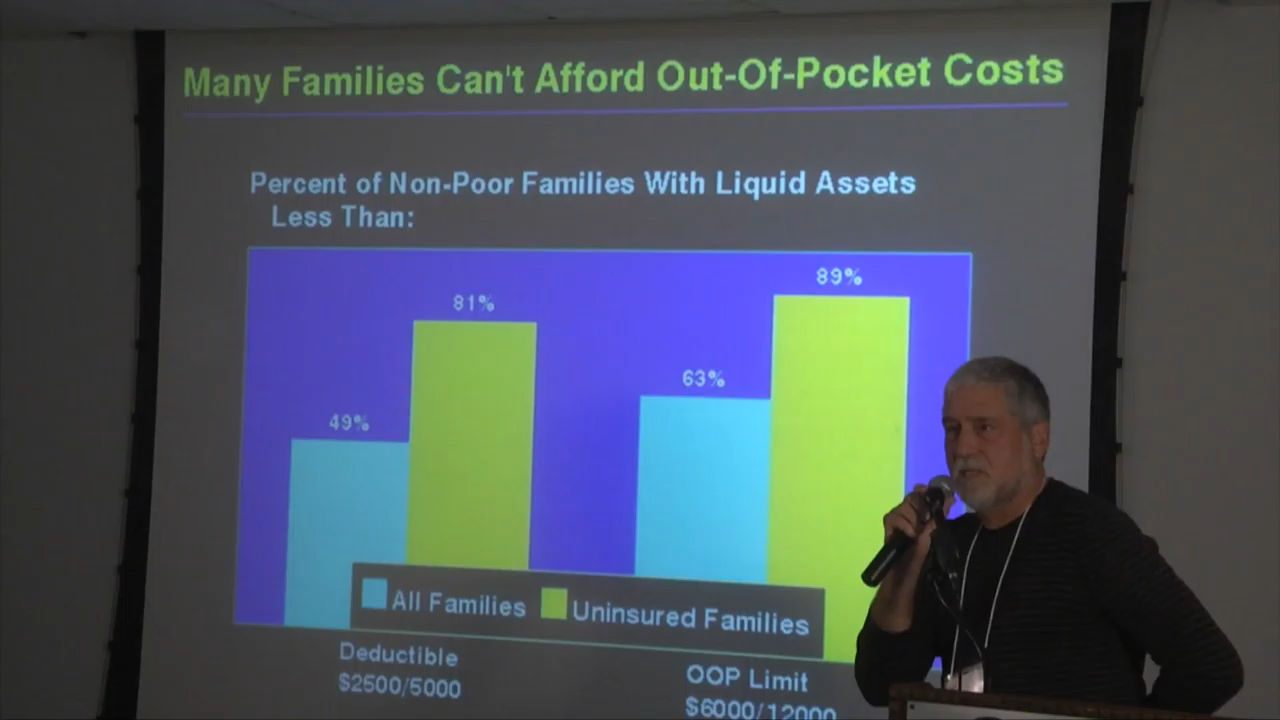 Many Families Can't Afford Out-Of-Pocket Costs
Percent of Non-Poor Families With Liquid Assets
Less Than:
49%
81%
63%
89%
All Families
Uninsured Families
Deductible
$2500/5000
OOP Limit
$6000/12000